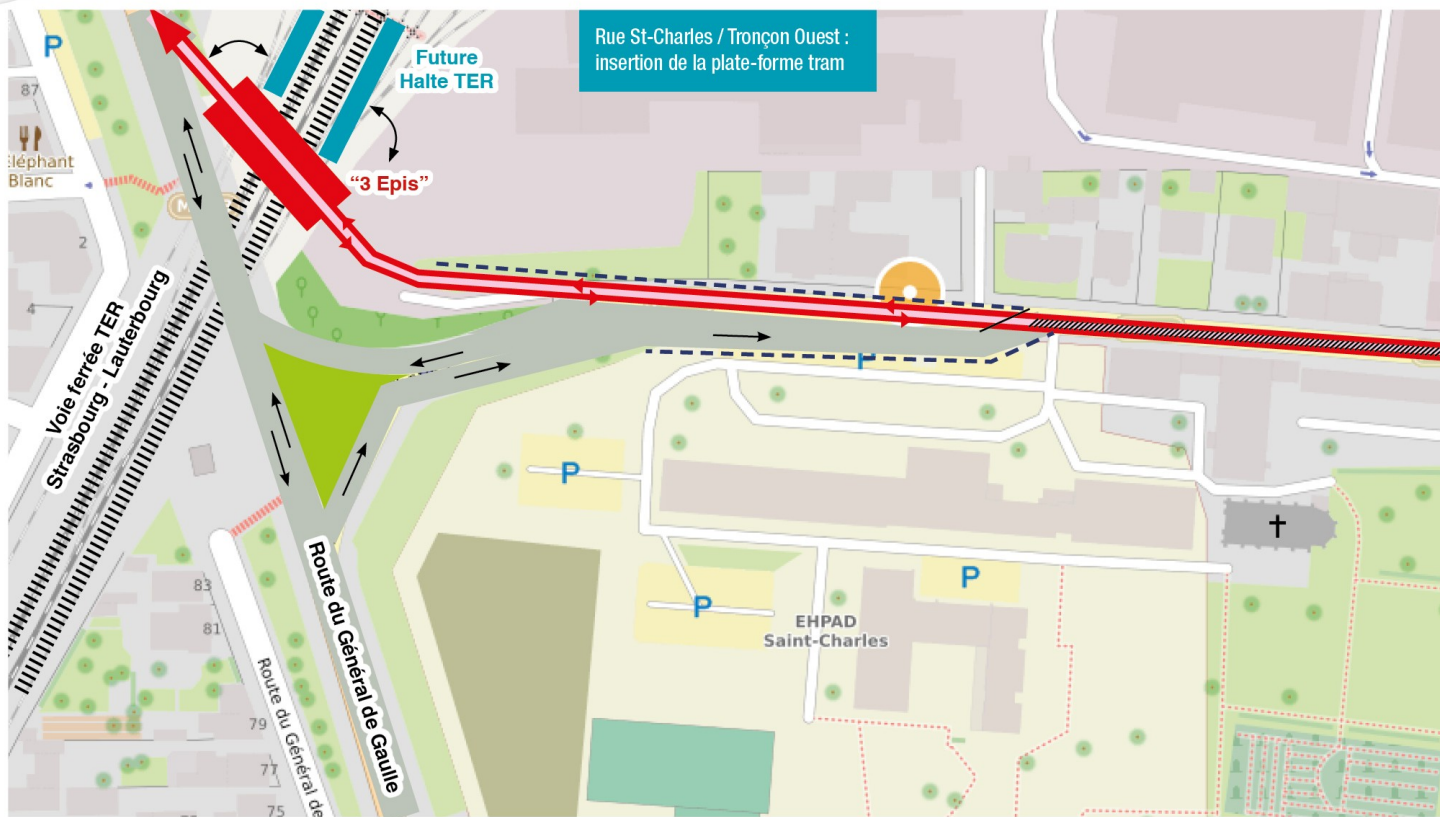 Rue St-Charles / Tronçon Ouest :
insertion de la plate-forme tram
P
Future
Halte TER
87
Eléphant
Blanc
"3 Epis"
2
4
Voie ferrée TER
Strasbourg - Lauterbourg
P
P
P
P
83
81
EHPAD
Saint-Charles
Route du Général de Gaulle
Route du Général de
79
77
75